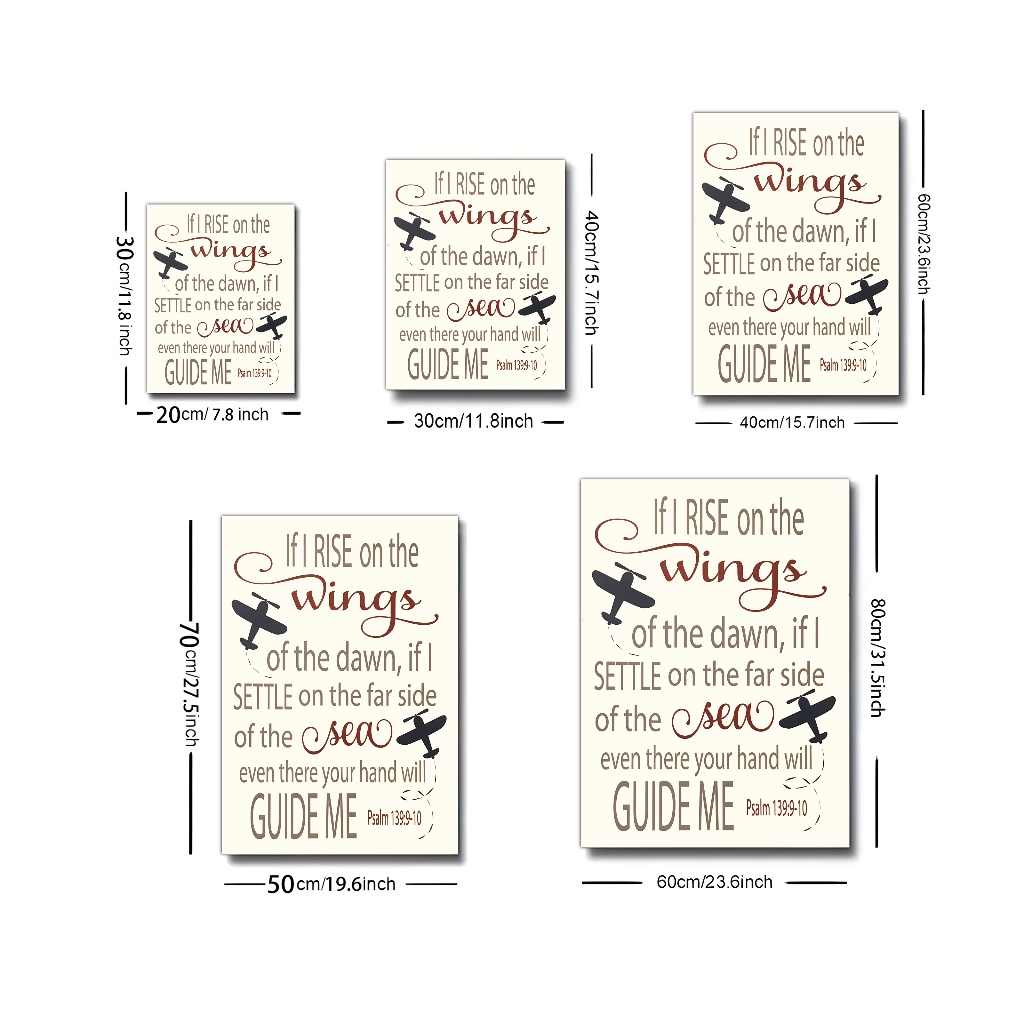 If I RISE on the
wings
of the dawn, if I
SETTLE on the far side
of the sea
even there your hand will
GUIDE ME Psalm 139:9-10
30cm/11.8 inch
20cm/ 7.8 inch
If I RISE on the
wings
of the dawn, if I
SETTLE on the far side
of the sea
even there your hand will
GUIDE ME Psalm 139:9-10
40cm/15.7inch
30cm/11.8inch
If I RISE on the
wings
of the dawn, if I
SETTLE on the far side
of the sea
even there your hand will
GUIDE ME Psalm 139:9-10
60cm/23.6inch
40cm/15.7inch
If I RISE on the
wings
of the dawn, if I
SETTLE on the far side
of the sea
even there your hand will
GUIDE ME Psalm 139:9-10
70cm/27.5inch
50cm/19.6inch
If I RISE on the
wings
of the dawn, if I
SETTLE on the far side
of the sea
even there your hand will
GUIDE ME Psalm 139:9-10
80cm/31.5inch
60cm/23.6inch